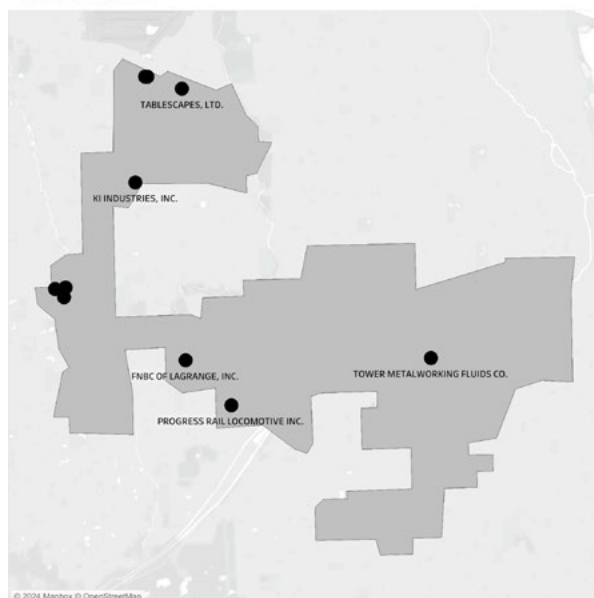 TABLESCAPES, LTD.
KI INDUSTRIES, INC.
FNBC OF LAGRANGE, INC.
TOWER METALWORKING FLUIDS CO.
PROGRESS RAIL LOCOMOTIVE INC.
© 2024 Mapbox © OpenStreetMap